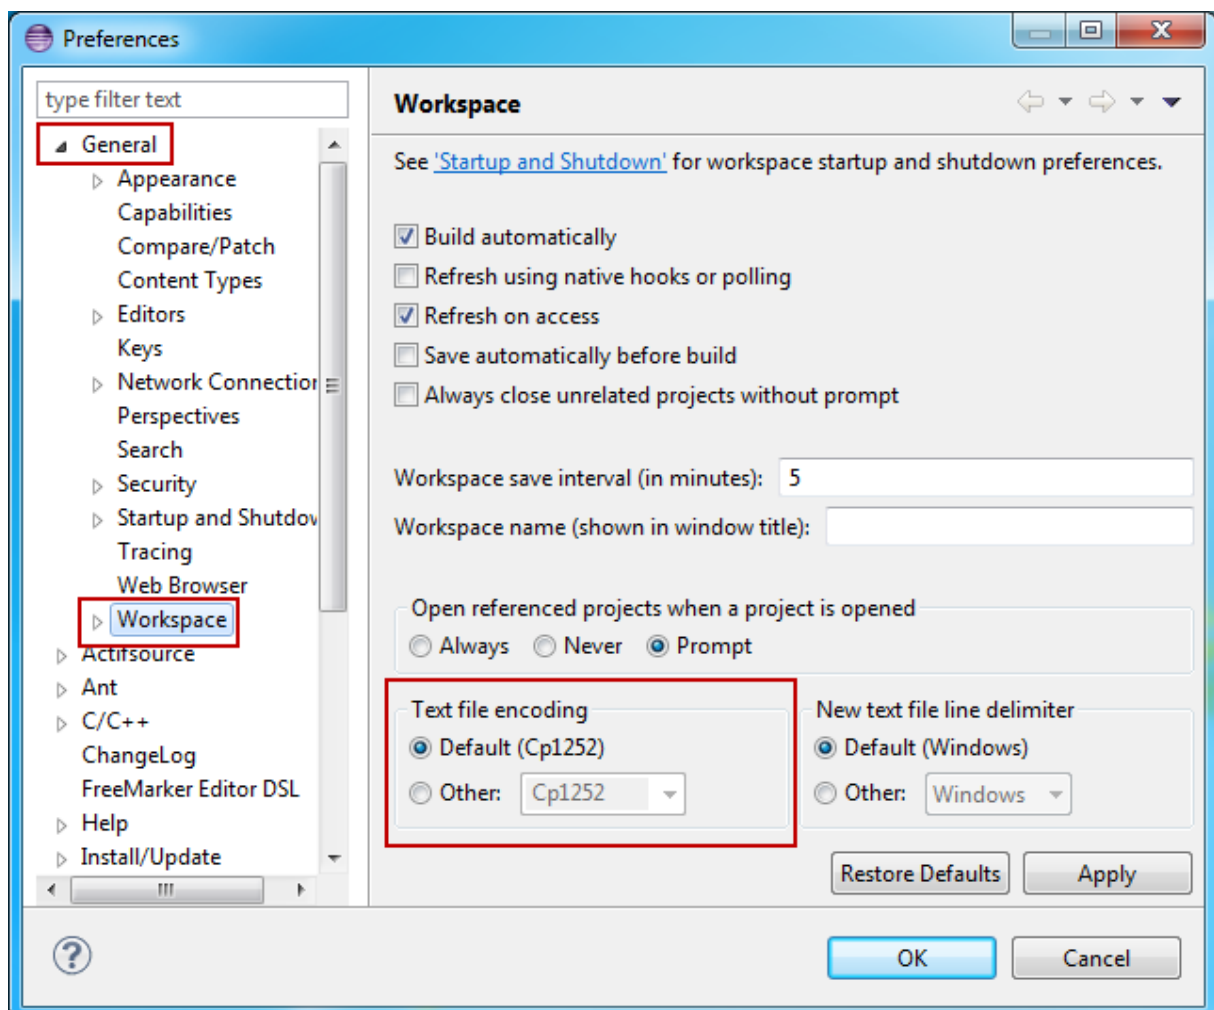 Preferences
type filter text
General
Appearance
Capabilities
Compare/Patch
Content Types
Editors
Keys
Network Connection
Perspectives
Search
Security
Startup and Shutdow
Tracing
Web Browser
Workspace
Actifsource
Ant
C/C++
ChangeLog
FreeMarker Editor DSL
Help
Install/Update
Workspace
See 'Startup and Shutdown' for workspace startup and shutdown preferences.
Build automatically
Refresh using native hooks or polling
Refresh on access
Save automatically before build
Always close unrelated projects without prompt
Workspace save interval (in minutes): 5
Workspace name (shown in window title):
Open referenced projects when a project is opened
Always Never Prompt
Text file encoding
Default (Cp1252)
Other: Cp1252
New text file line delimiter
Default (Windows)
Other: Windows
Restore Defaults Apply
OK Cancel